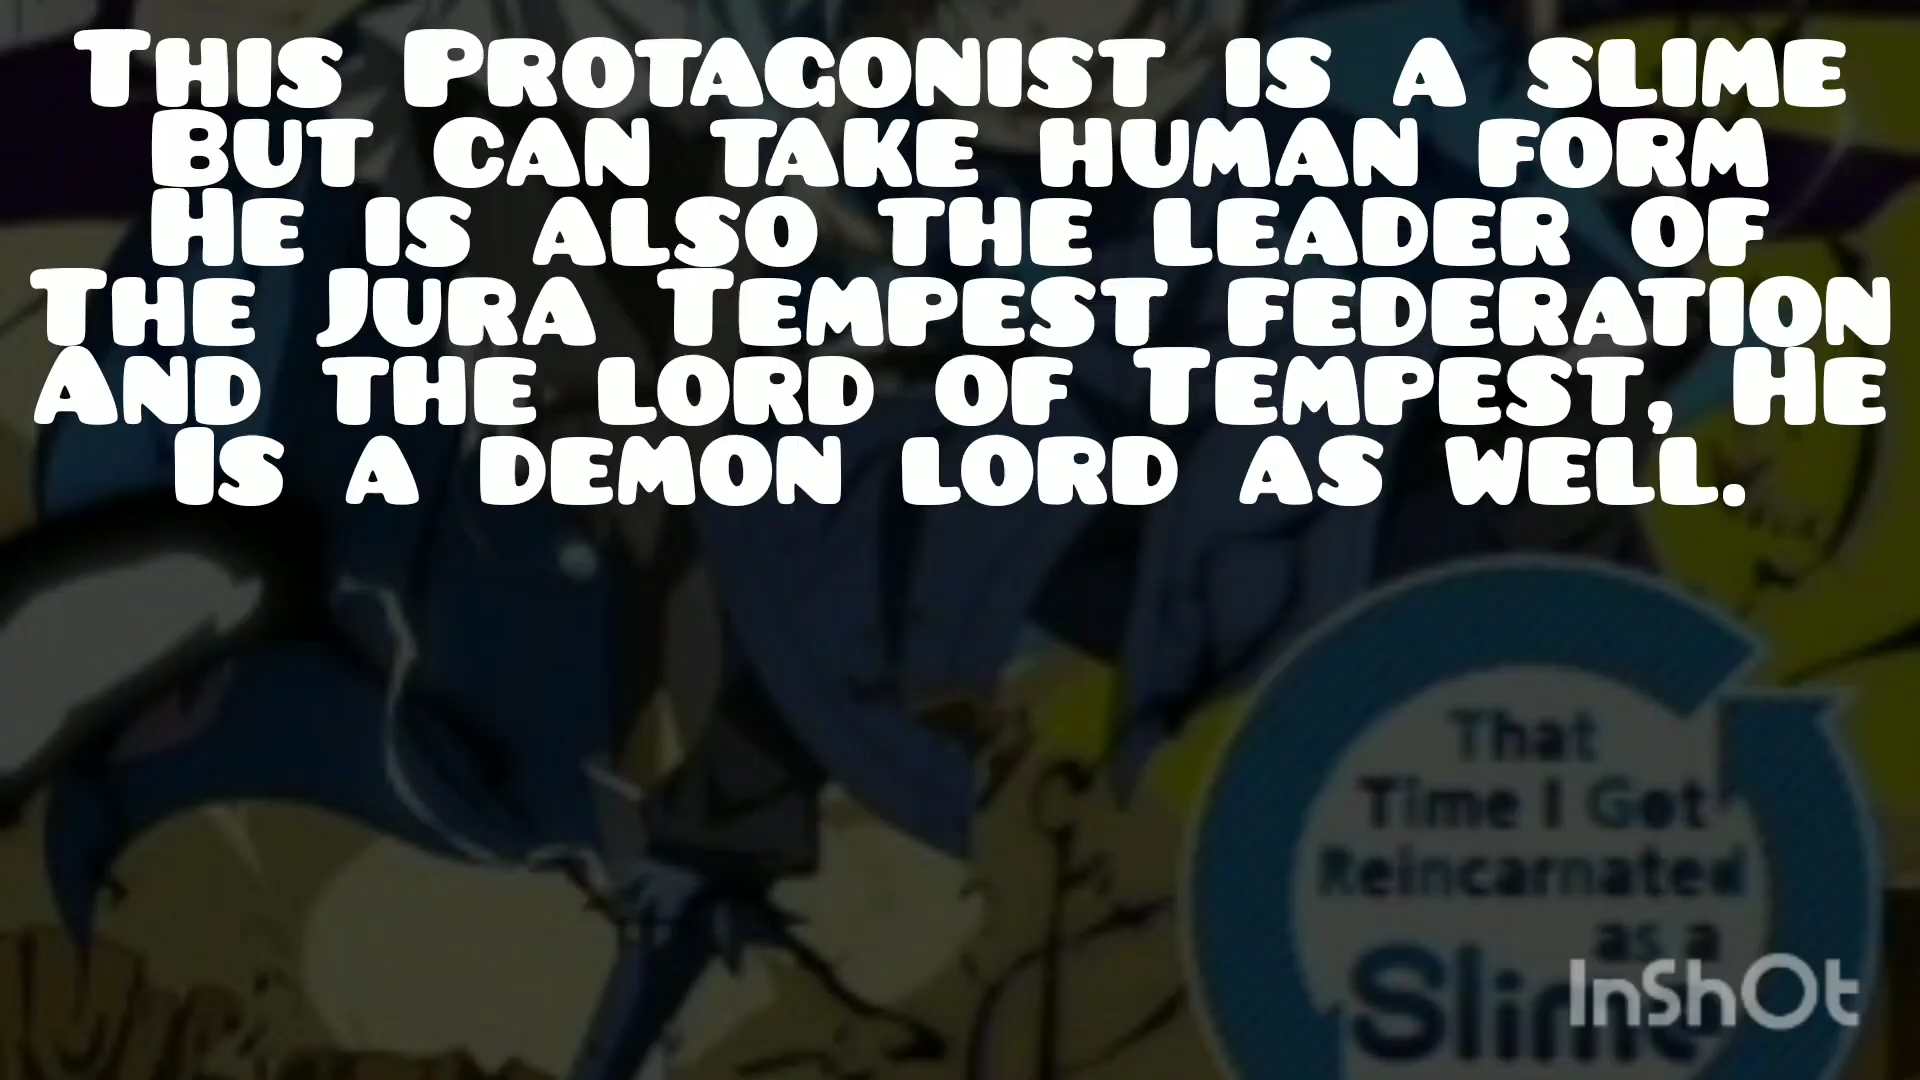 This Protagonist is a slime
But can take human form
He is also the leader of
The Jura Tempest federation
And the lord of Tempest, He
Is a demon lord as well.
That
Time I Got
Reincarnated
as a
Slime
InShOt